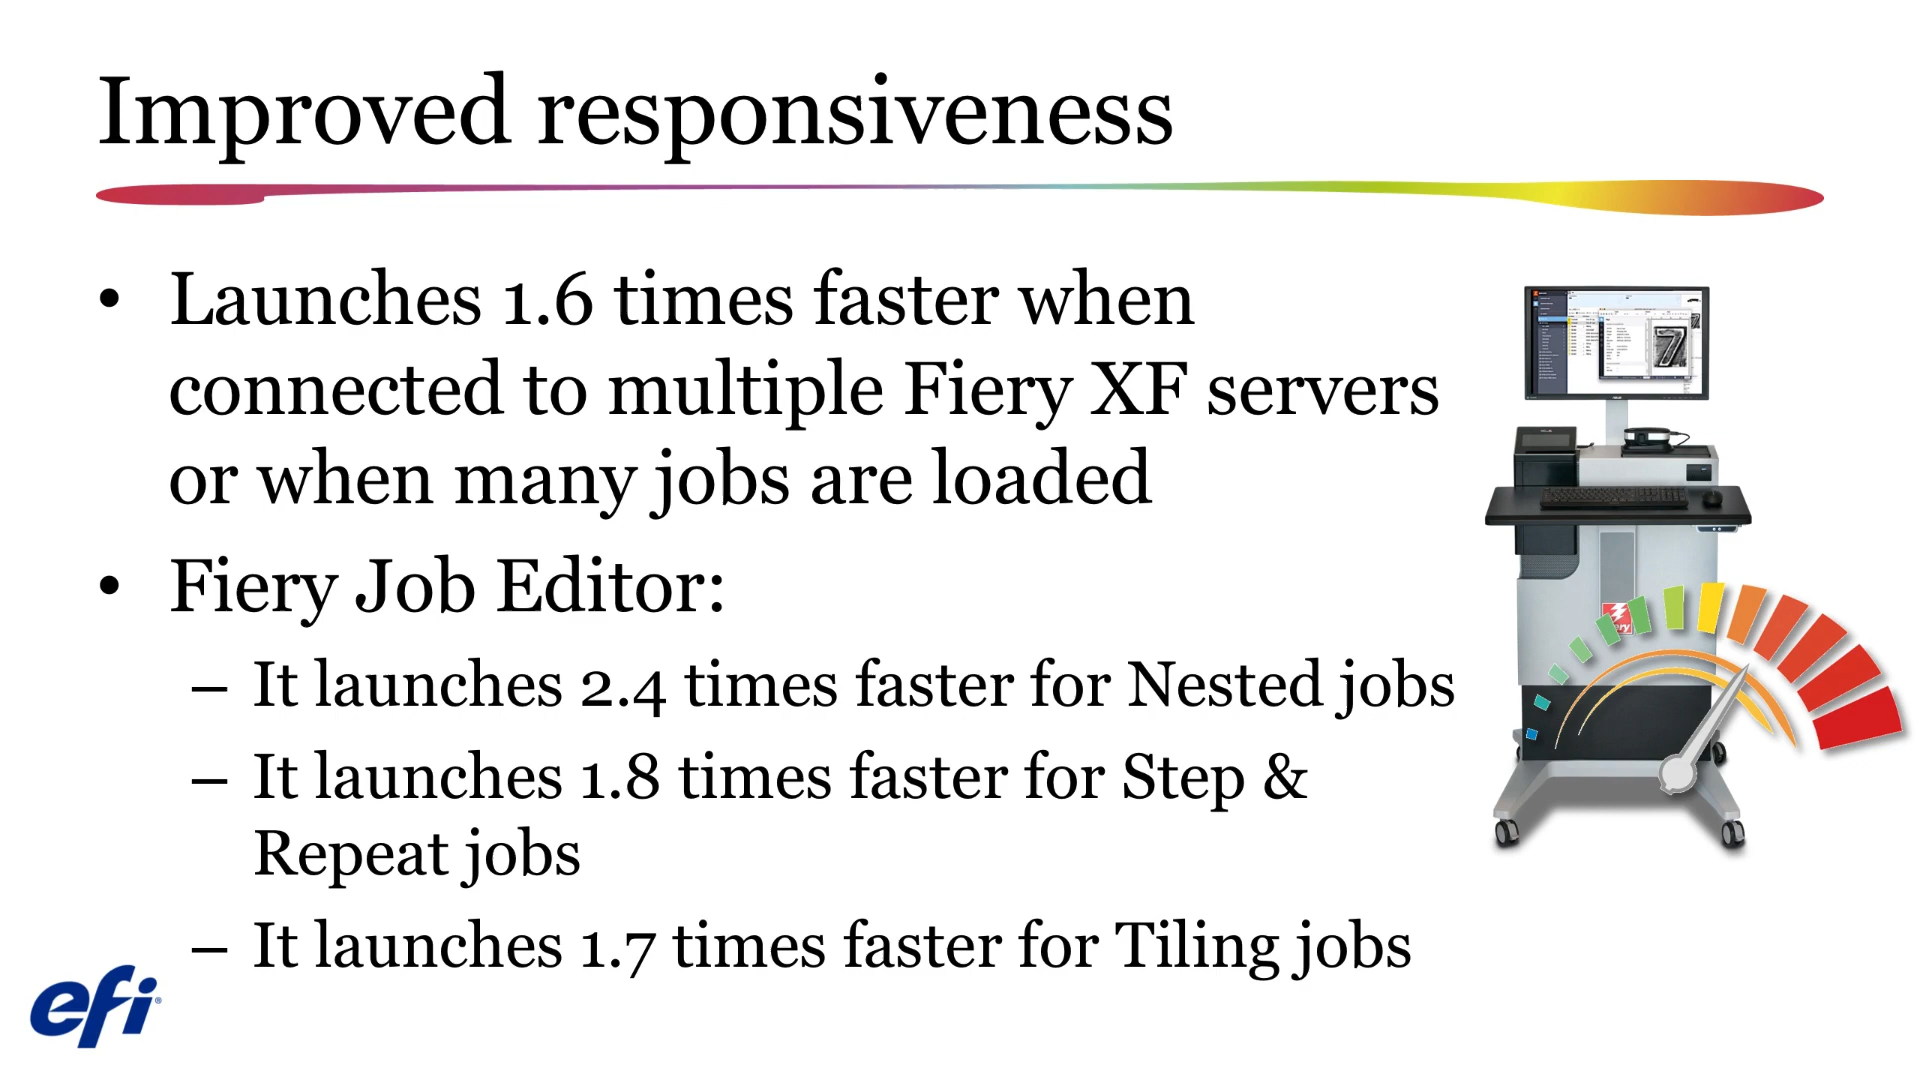 Improved responsiveness
• Launches 1.6 times faster when
connected to multiple Fiery XF servers
or when many jobs are loaded
• Fiery Job Editor:
– It launches 2.4 times faster for Nested jobs
– It launches 1.8 times faster for Step &
Repeat jobs
– It launches 1.7 times faster for Tiling jobs
efi®
7